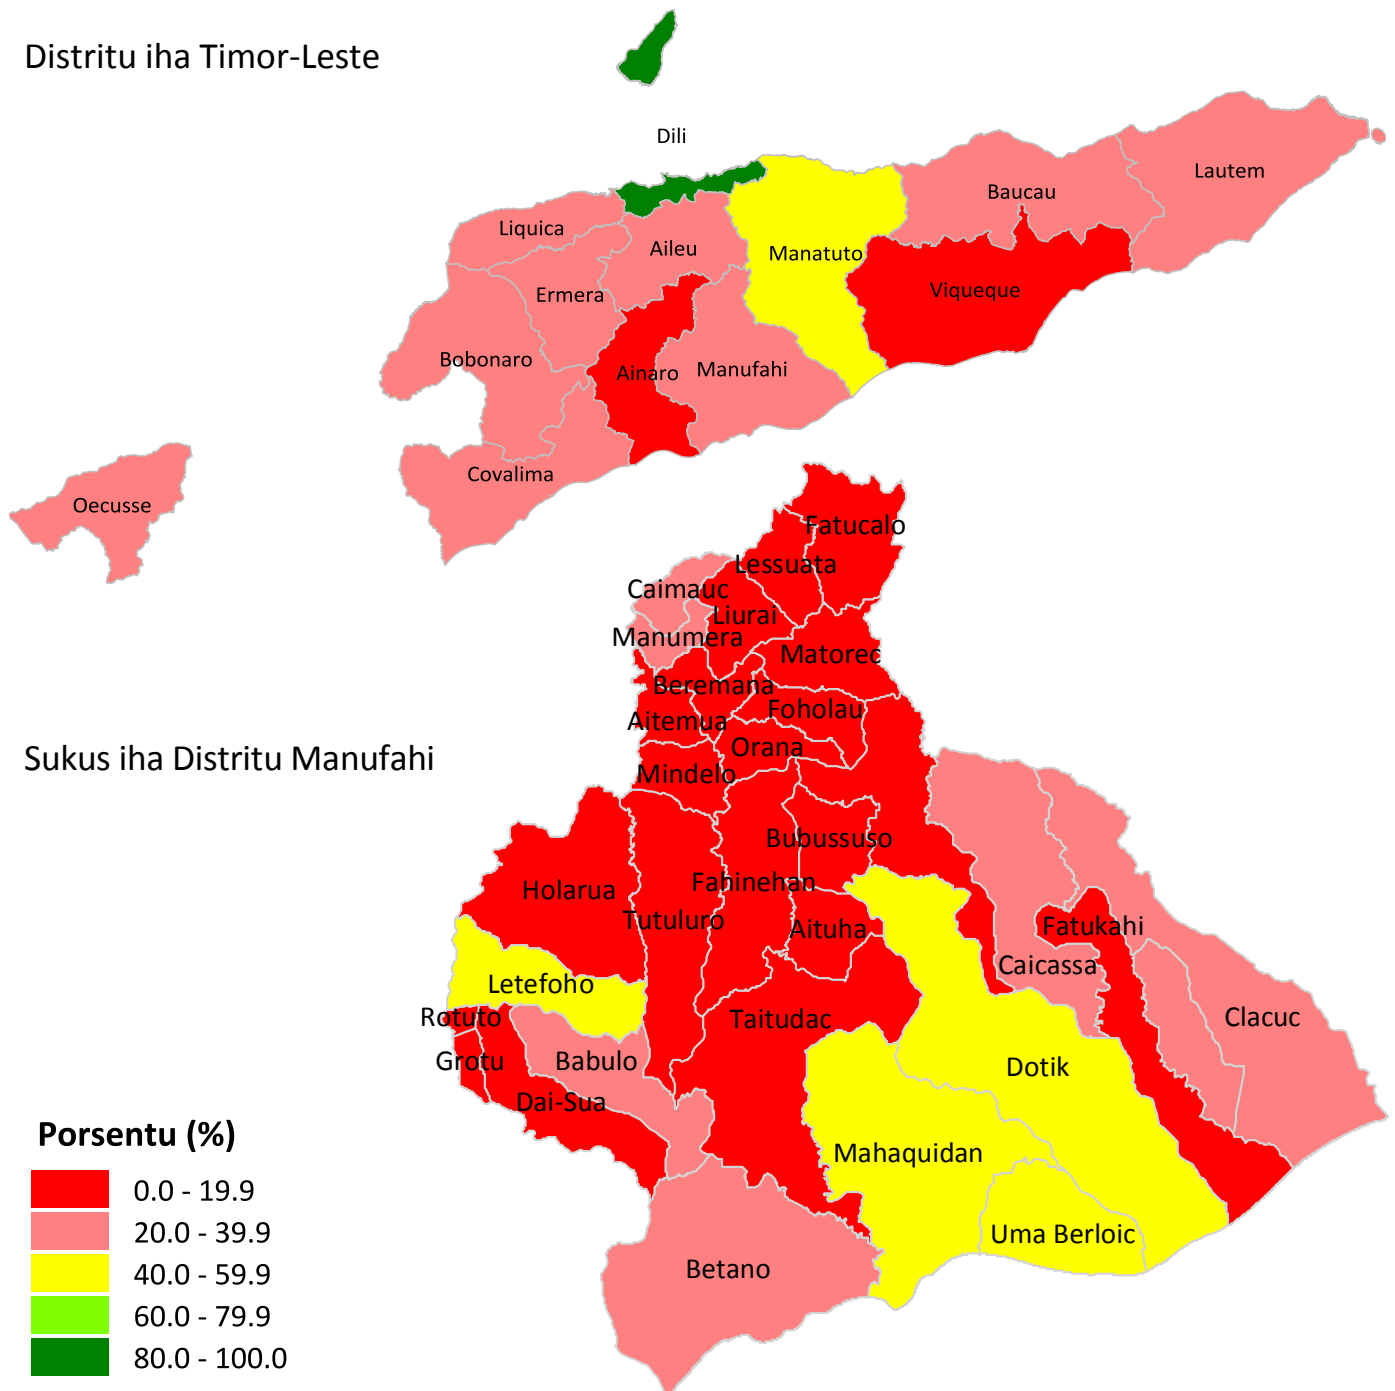 Distritu iha Timor-Leste
Dili
Lautem
Baucau
Liquica
Aileu
Manatuto
Viqueque
Ermera
Bobonaro
Ainaro
Manufahi
Covalima
Oecusse
Fatucalo
Lessuata
Caimauc
Liurai
Manumera
Matorec
Beremana
Foholau
Aitemua
Orana
Sukus iha Distritu Manufahi
Mindelo
Bubussuso
Fahinehan
Holarua
Tutuluro
Aituha
Fatukahi
Caicassa
Letefoho
Rotuto
Taitudac
Clacuc
Grotu
Babulo
Dotik
Dai-Sua
Mahaquidan
Uma Berloic
Betano
Porsentu (%)
0.0 - 19.9
20.0 - 39.9
40.0 - 59.9
60.0 - 79.9
80.0 - 100.0